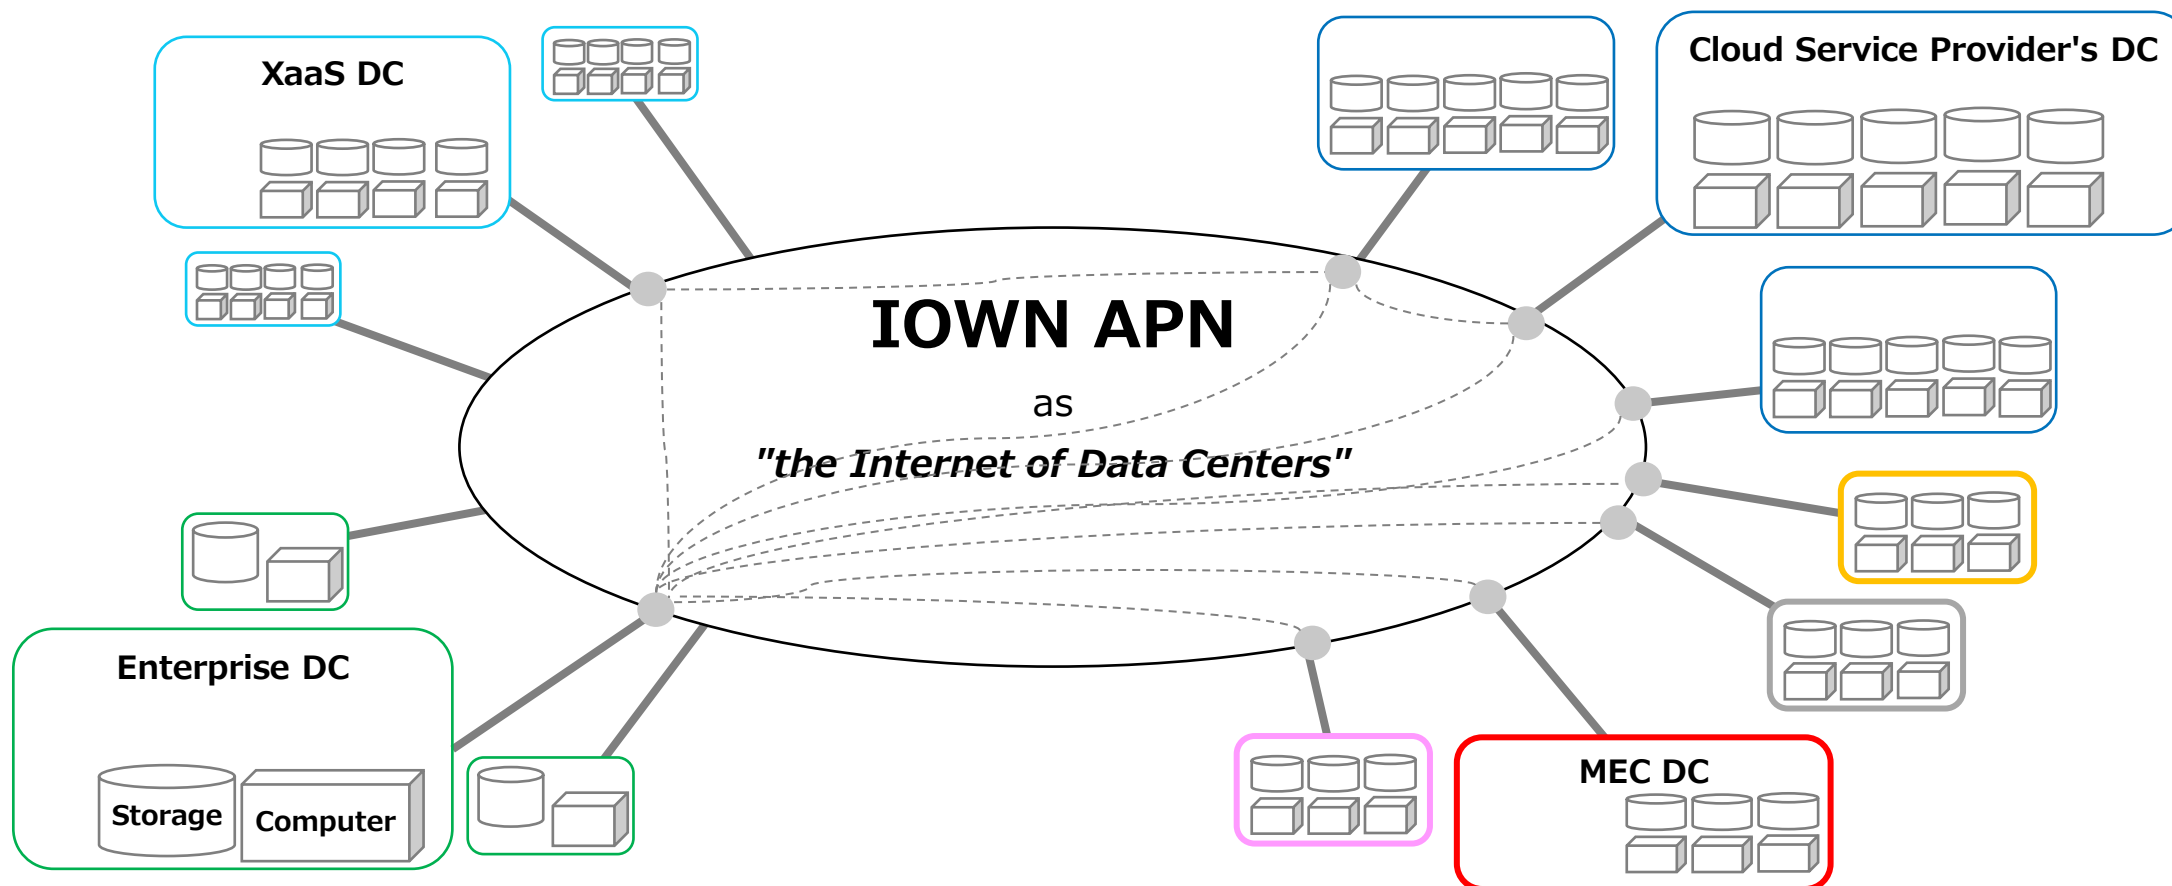 XaaS DC
Cloud Service Provider's DC
IOWN APN
as
"the Internet of Data Centers"
Enterprise DC
Storage
Computer
MEC DC